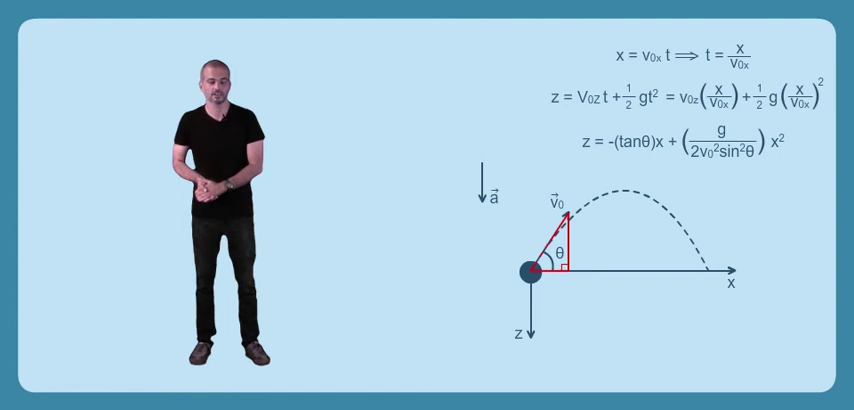 x = v₀ₓ t ⟹ t = x/v₀ₓ
z = V₀Z t + 1/2 gt² = v₀z(x/v₀ₓ) + 1/2 g(x/v₀ₓ)²
z = -(tanθ)x + (g/2v₀²sin²θ) x²
a⃗
v⃗₀
θ
x
z